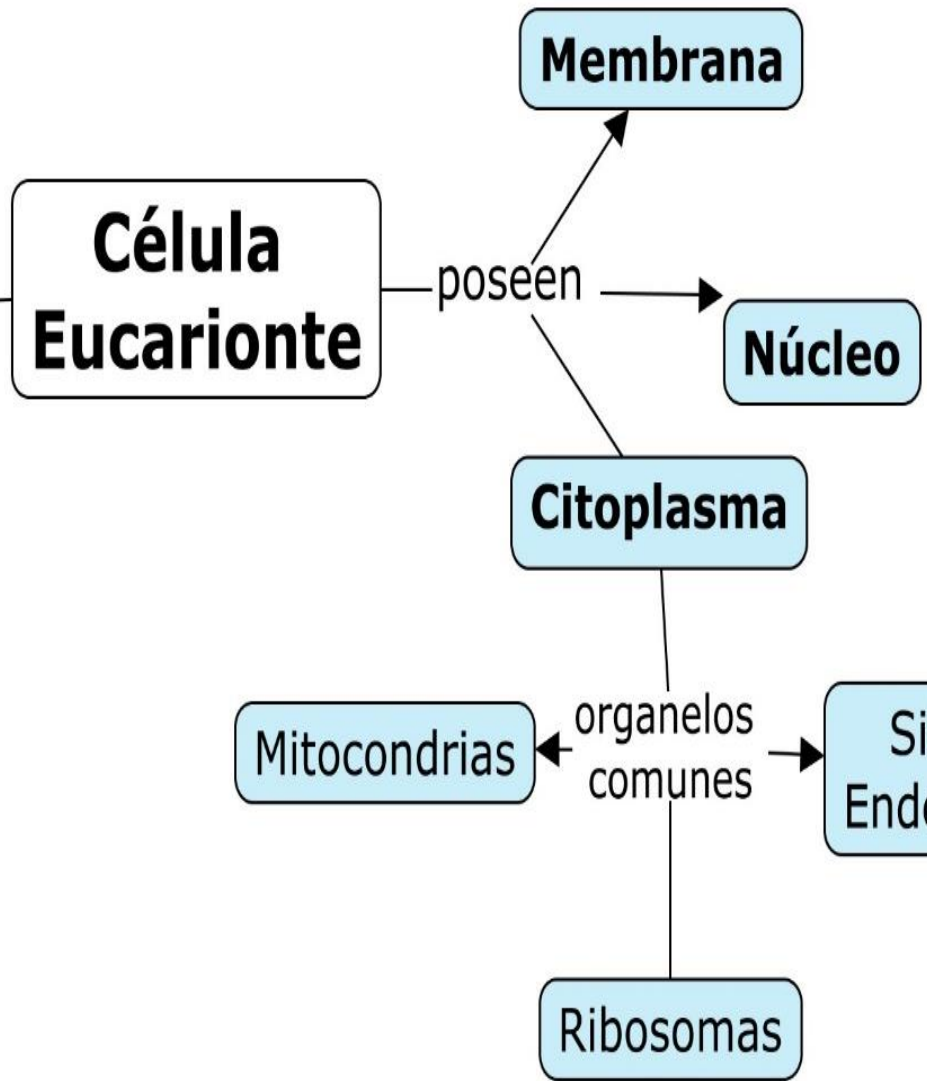 Membrana
Célula
Eucarionte
poseen
Núcleo
Citoplasma
Mitocondrias
organelos
comunes
Ribosomas